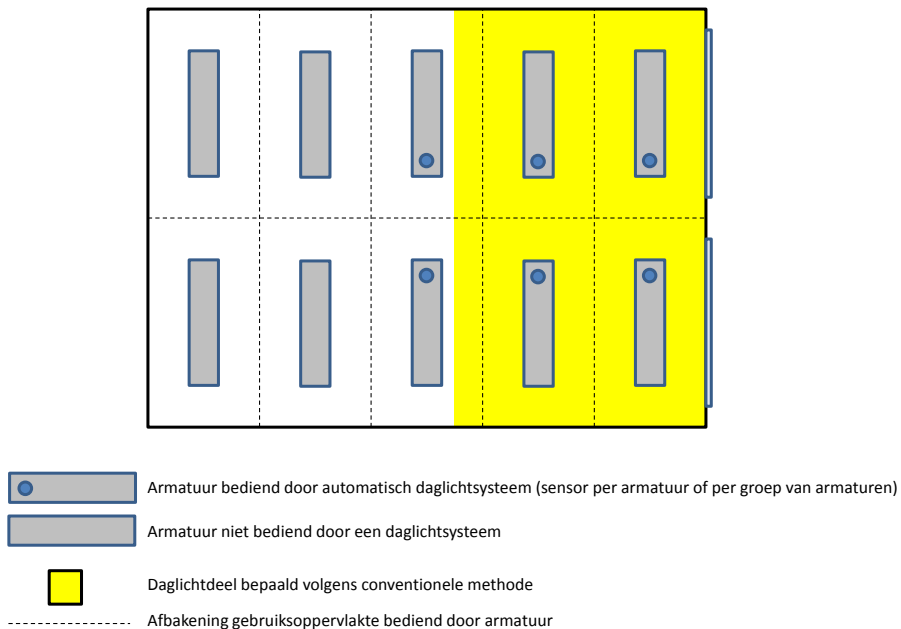 Armatuur bediend door automatisch daglichtsysteem (sensor per armatuur of per groep van armaturen)
Armatuur niet bediend door een daglichtsysteem
Daglichtdeel bepaald volgens conventionele methode
Afbakening gebruiksoppervlakte bediend door armatuur